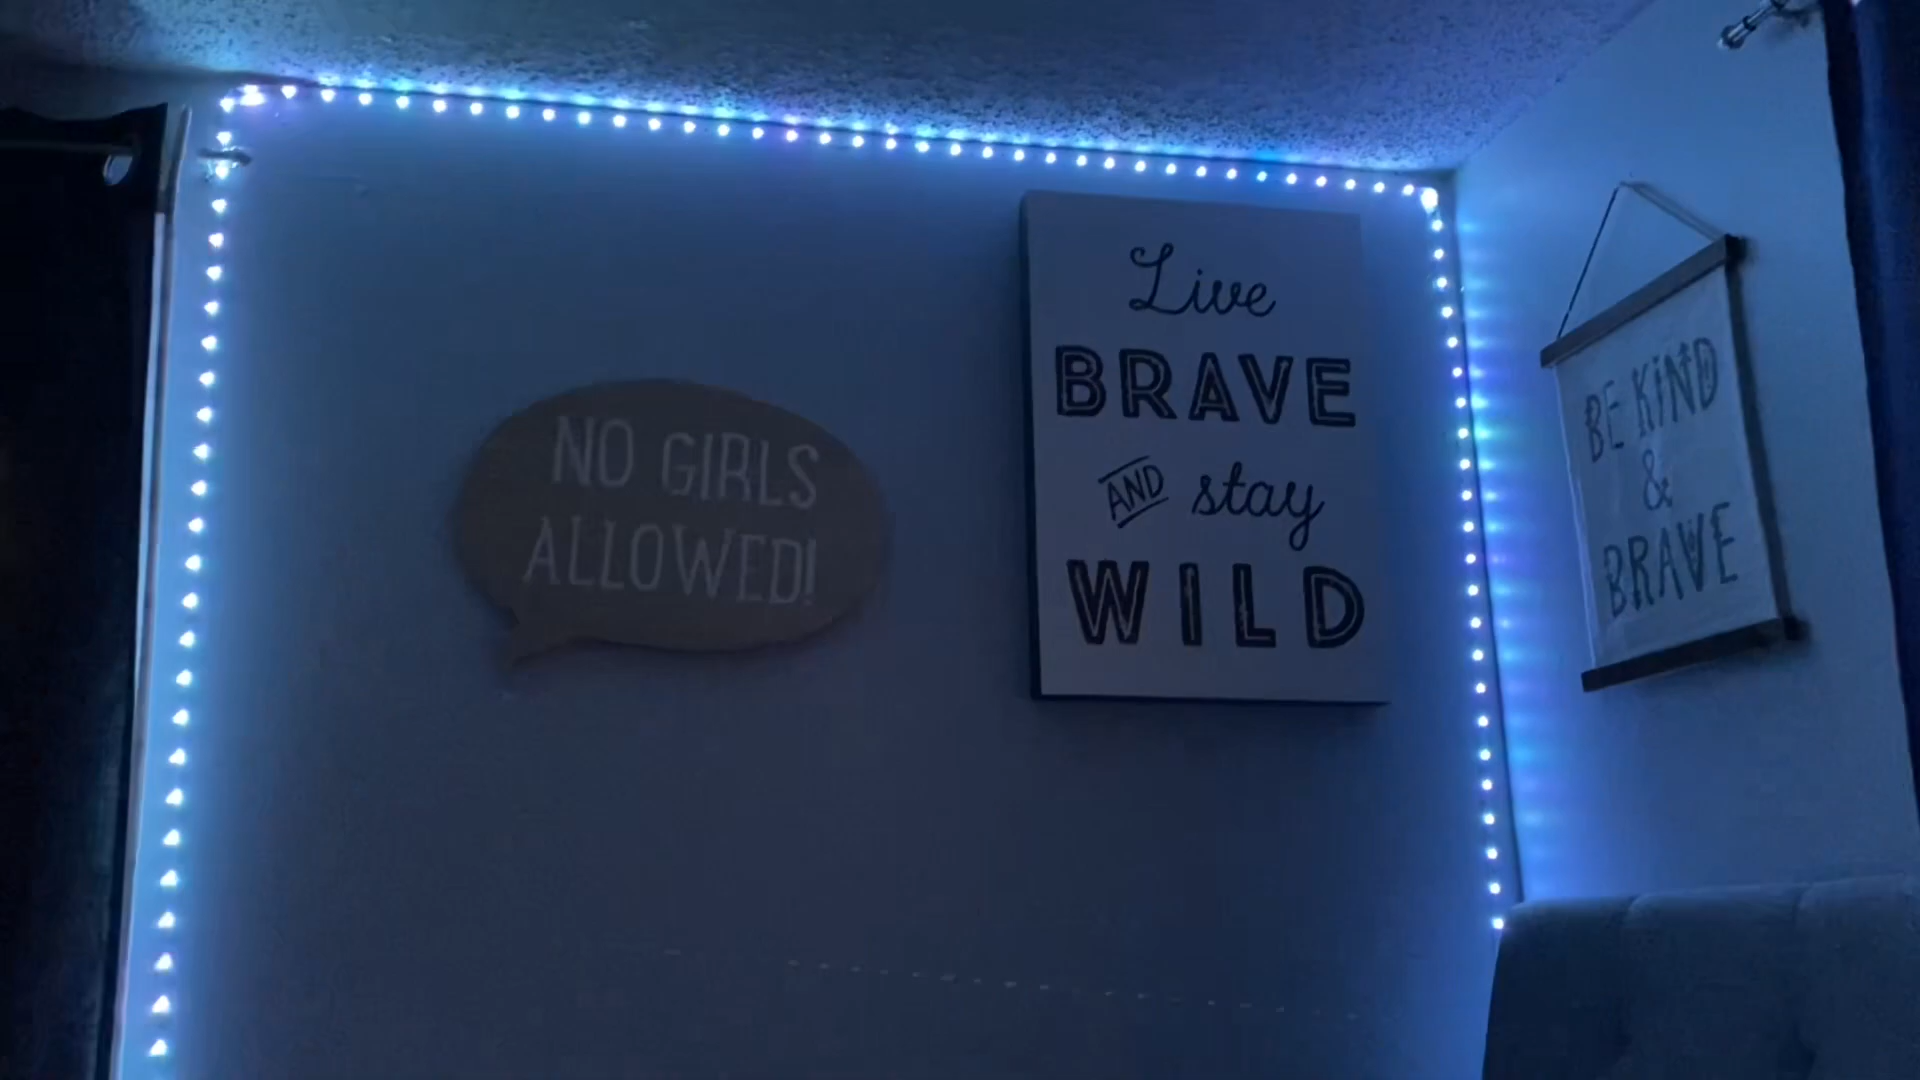 NO GIRLS
ALLOWED!
Live
BRAVE
AND stay
WILD
BE KIND
&
BRAVE